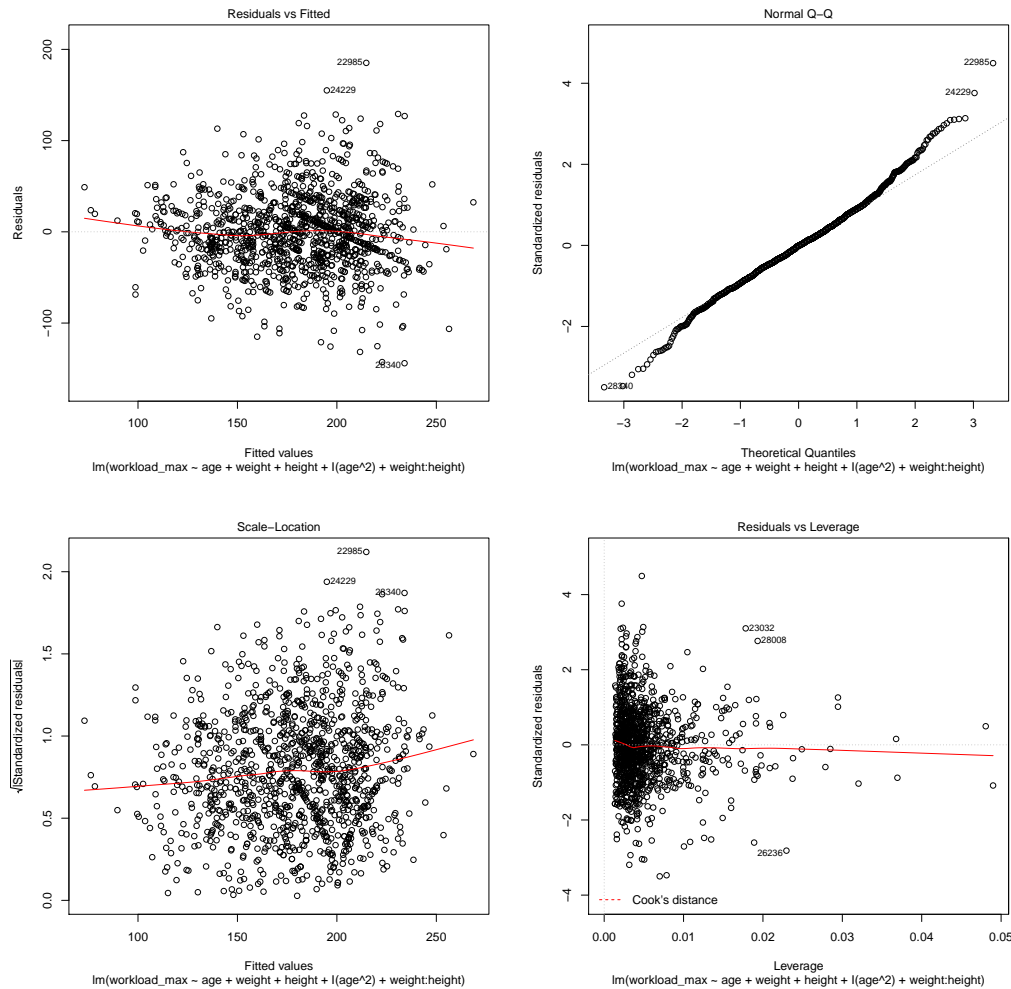 Residuals vs Fitted
200
100
0
−100
Residuals
22985
24229
28340
100 150 200 250
Fitted values
lm(workload_max ~ age + weight + height + I(age^2) + weight:height)
Normal Q−Q
4
2
0
−2
Standardized residuals
22985
24229
28340
−3 −2 −1 0 1 2 3
Theoretical Quantiles
lm(workload_max ~ age + weight + height + I(age^2) + weight:height)
Scale−Location
2.0
1.5
1.0
0.5
0.0
√|Standardized residuals|
22985
24229
28340
100 150 200 250
Fitted values
lm(workload_max ~ age + weight + height + I(age^2) + weight:height)
Residuals vs Leverage
4
2
0
−2
−4
Standardized residuals
23032
28008
26236
Cook's distance
0.00 0.01 0.02 0.03 0.04 0.05
Leverage
lm(workload_max ~ age + weight + height + I(age^2) + weight:height)